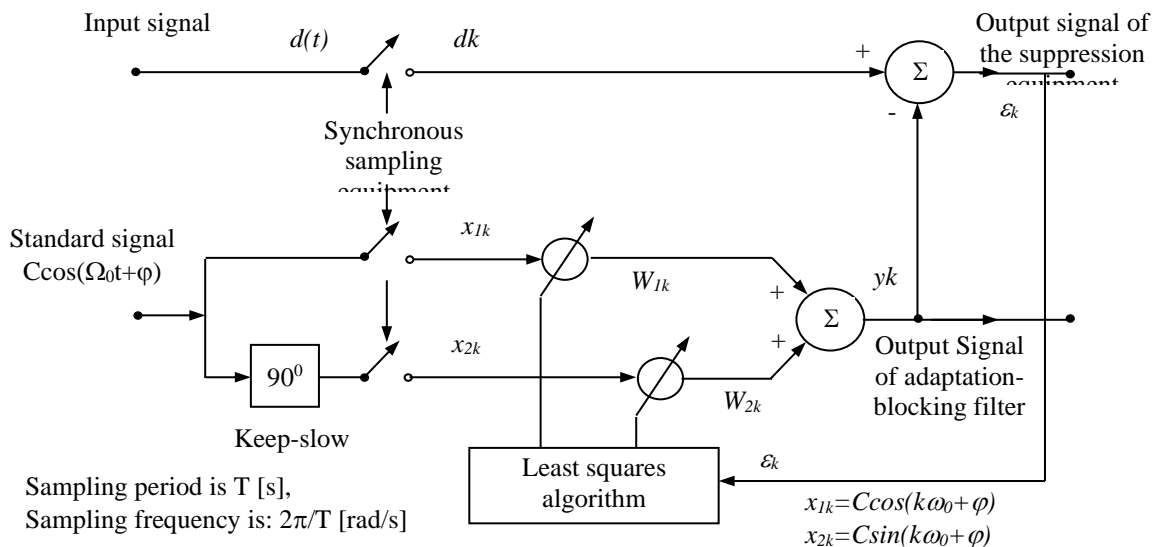 Input signal
d(t)
dk
+
Σ
Output signal of
the suppression
equipment
εk
-
Synchronous
sampling
equipment
Standard signal
Ccos(Ω0t+φ)
x1k
W1k
+
yk
Σ
+
900
x2k
W2k
Output Signal
of adaptation-
blocking filter
Keep-slow
Least squares
algorithm
εk
Sampling period is T [s],
Sampling frequency is: 2π/T [rad/s]
x1k=Ccos(kω0+φ)
x2k=Csin(kω0+φ)